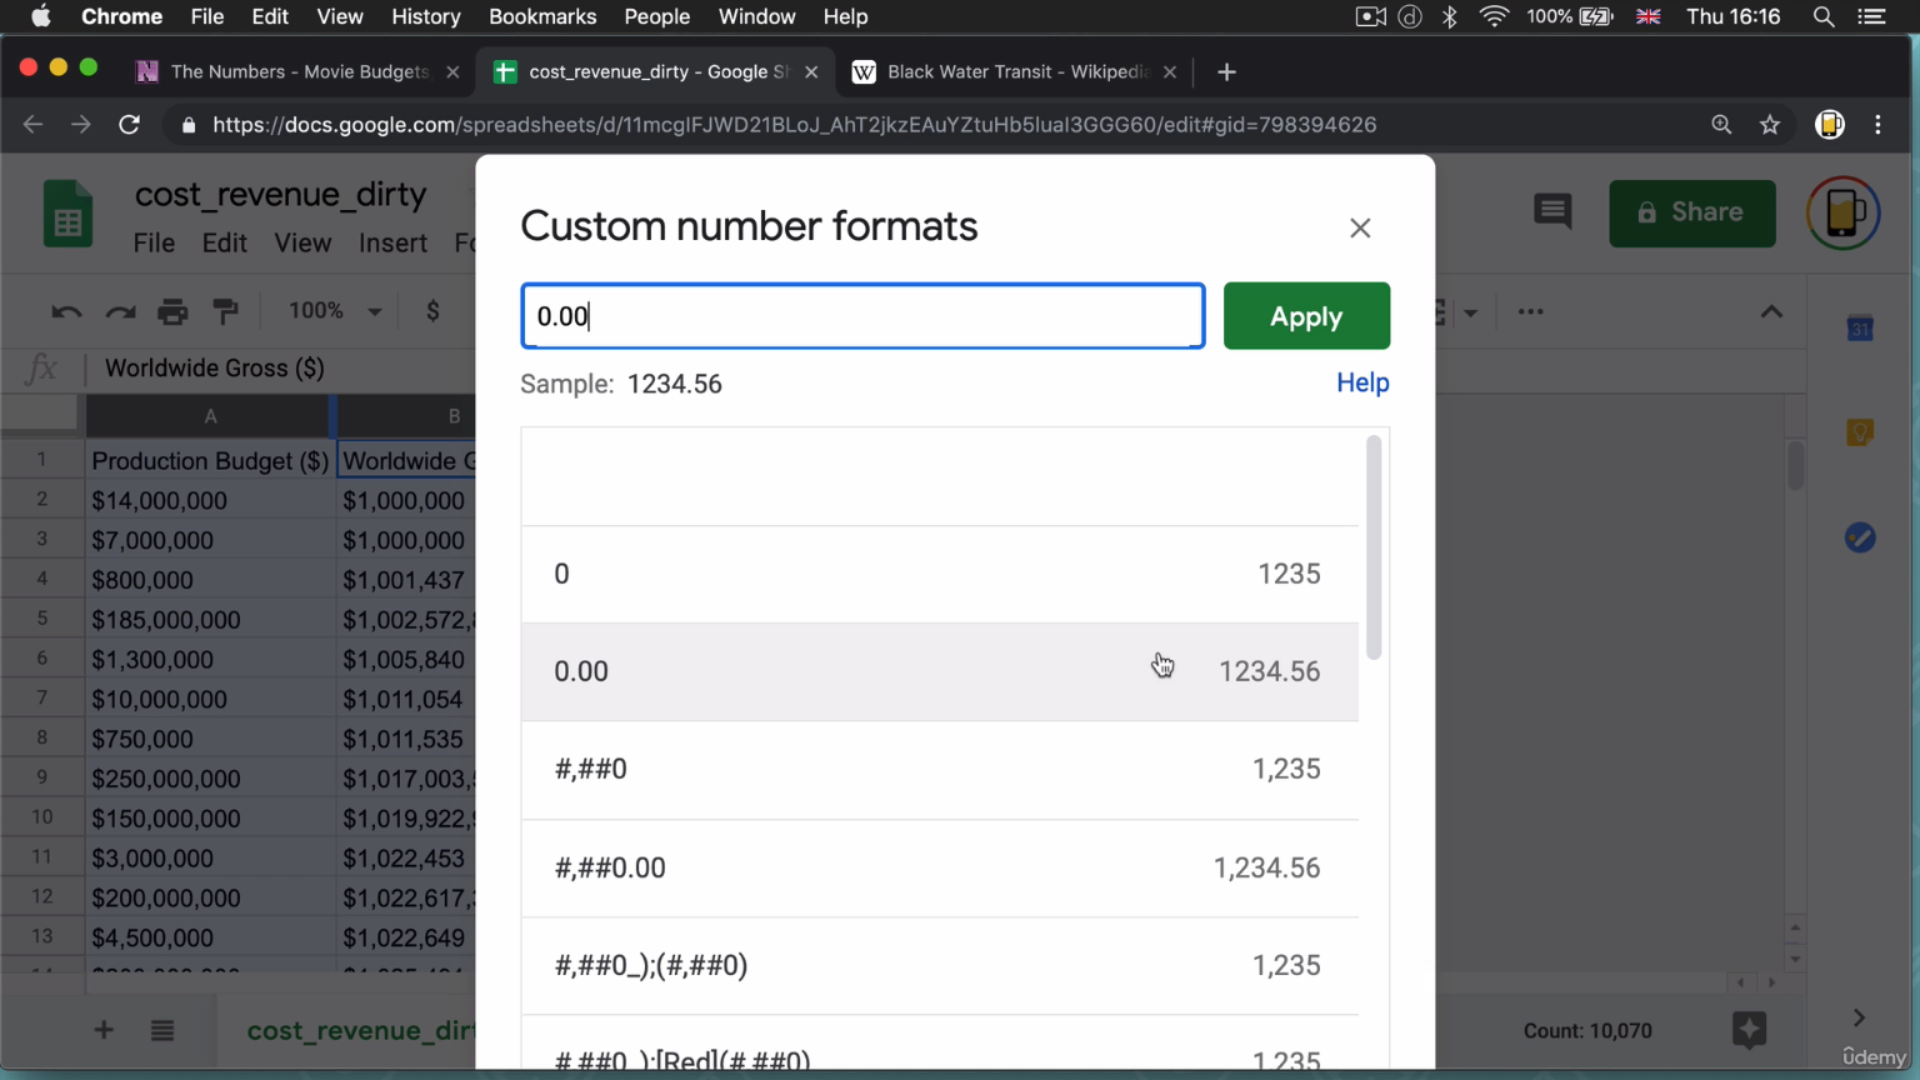 Chrome File Edit View History Bookmarks People Window Help 100% Thu 16:16
The Numbers - Movie Budgets cost_revenue_dirty - Google Sh Black Water Transit - Wikipedia
https://docs.google.com/spreadsheets/d/11mcgIFJWD21BLoJ_AhT2jkzEAuYZtuHb5luaI3GGG60/edit#gid=798394626
cost_revenue_dirty
File Edit View Insert Fo
Share
Custom number formats
100% $
0.00
Apply
Sample: 1234.56
Help
fx Worldwide Gross ($)
A B
1 Production Budget ($) Worldwide G
2 $14,000,000 $1,000,000
3 $7,000,000 $1,000,000
4 $800,000 $1,001,437
5 $185,000,000 $1,002,572,
6 $1,300,000 $1,005,840
7 $10,000,000 $1,011,054
8 $750,000 $1,011,535
9 $250,000,000 $1,017,003,
10 $150,000,000 $1,019,922,
11 $3,000,000 $1,022,453
12 $200,000,000 $1,022,617,
13 $4,500,000 $1,022,649
0 1235
0.00 1234.56
#,##0 1,235
#,##0.00 1,234.56
#,##0_);(#,##0) 1,235
#,##0_);[Red](#,##0) 1,235
31
cost_revenue_dirt
Count: 10,070
ûdemy